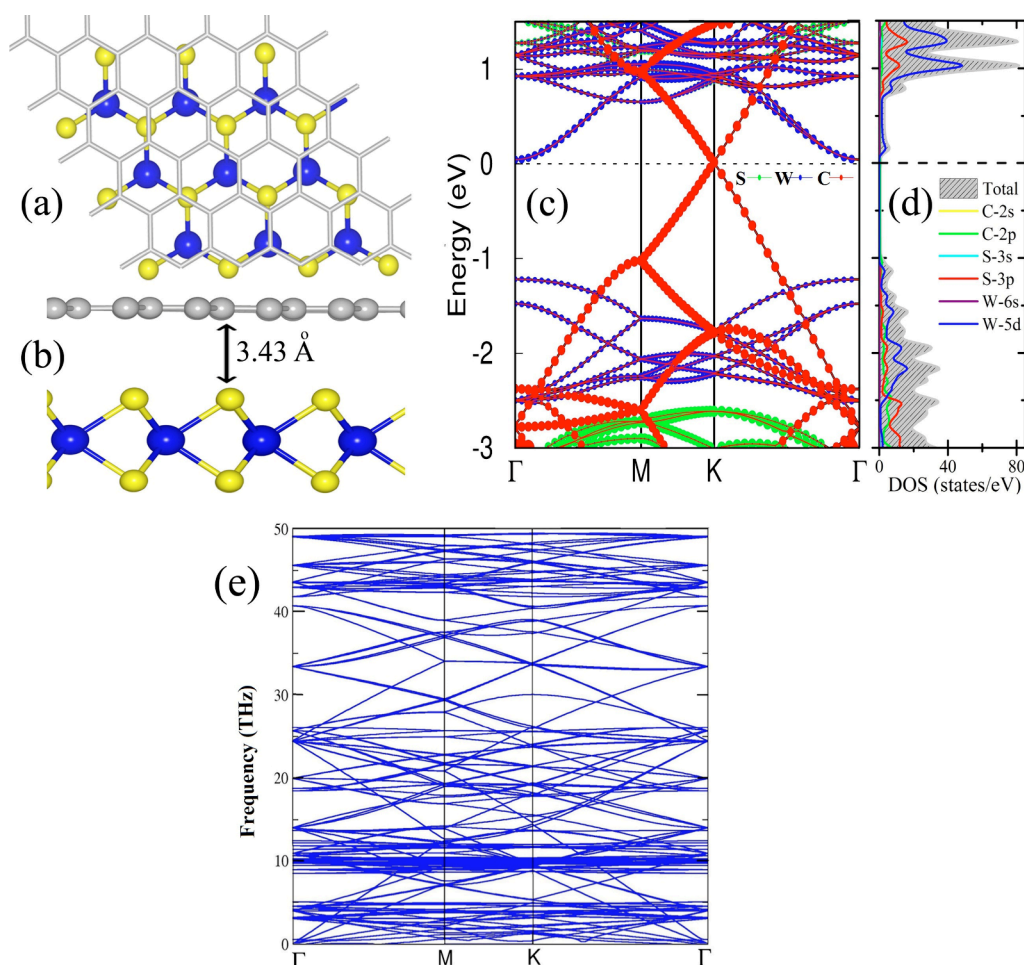 (a)
(b)
3.43 Å
Energy (eV)
1
0
-1
-2
-3
Γ
M
K
Γ
(c)
S
W
C
(d)
Total
C-2s
C-2p
S-3s
S-3p
W-6s
W-5d
0
40
80
DOS (states/eV)
(e)
Frequency (THz)
50
40
30
20
10
0
Γ
M
K
Γ